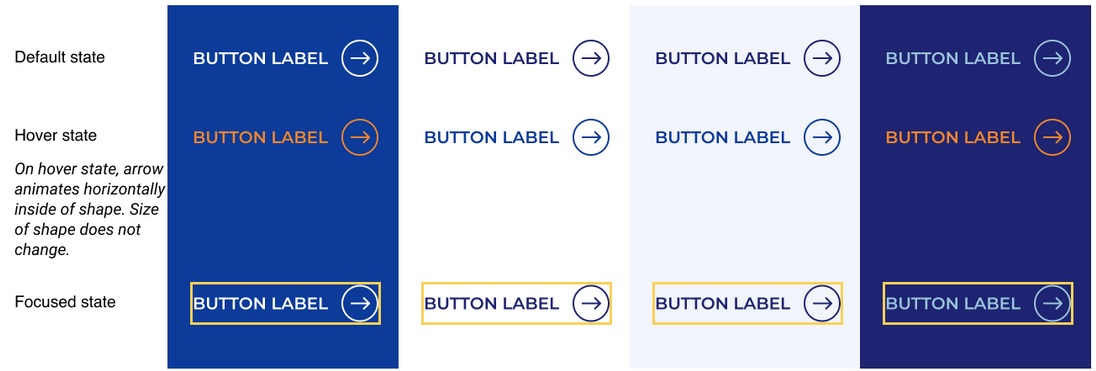 Default state
BUTTON LABEL BUTTON LABEL BUTTON LABEL BUTTON LABEL
Hover state
BUTTON LABEL BUTTON LABEL BUTTON LABEL BUTTON LABEL
On hover state, arrow
animates horizontally
inside of shape. Size
of shape does not
change.
Focused state
BUTTON LABEL BUTTON LABEL BUTTON LABEL BUTTON LABEL